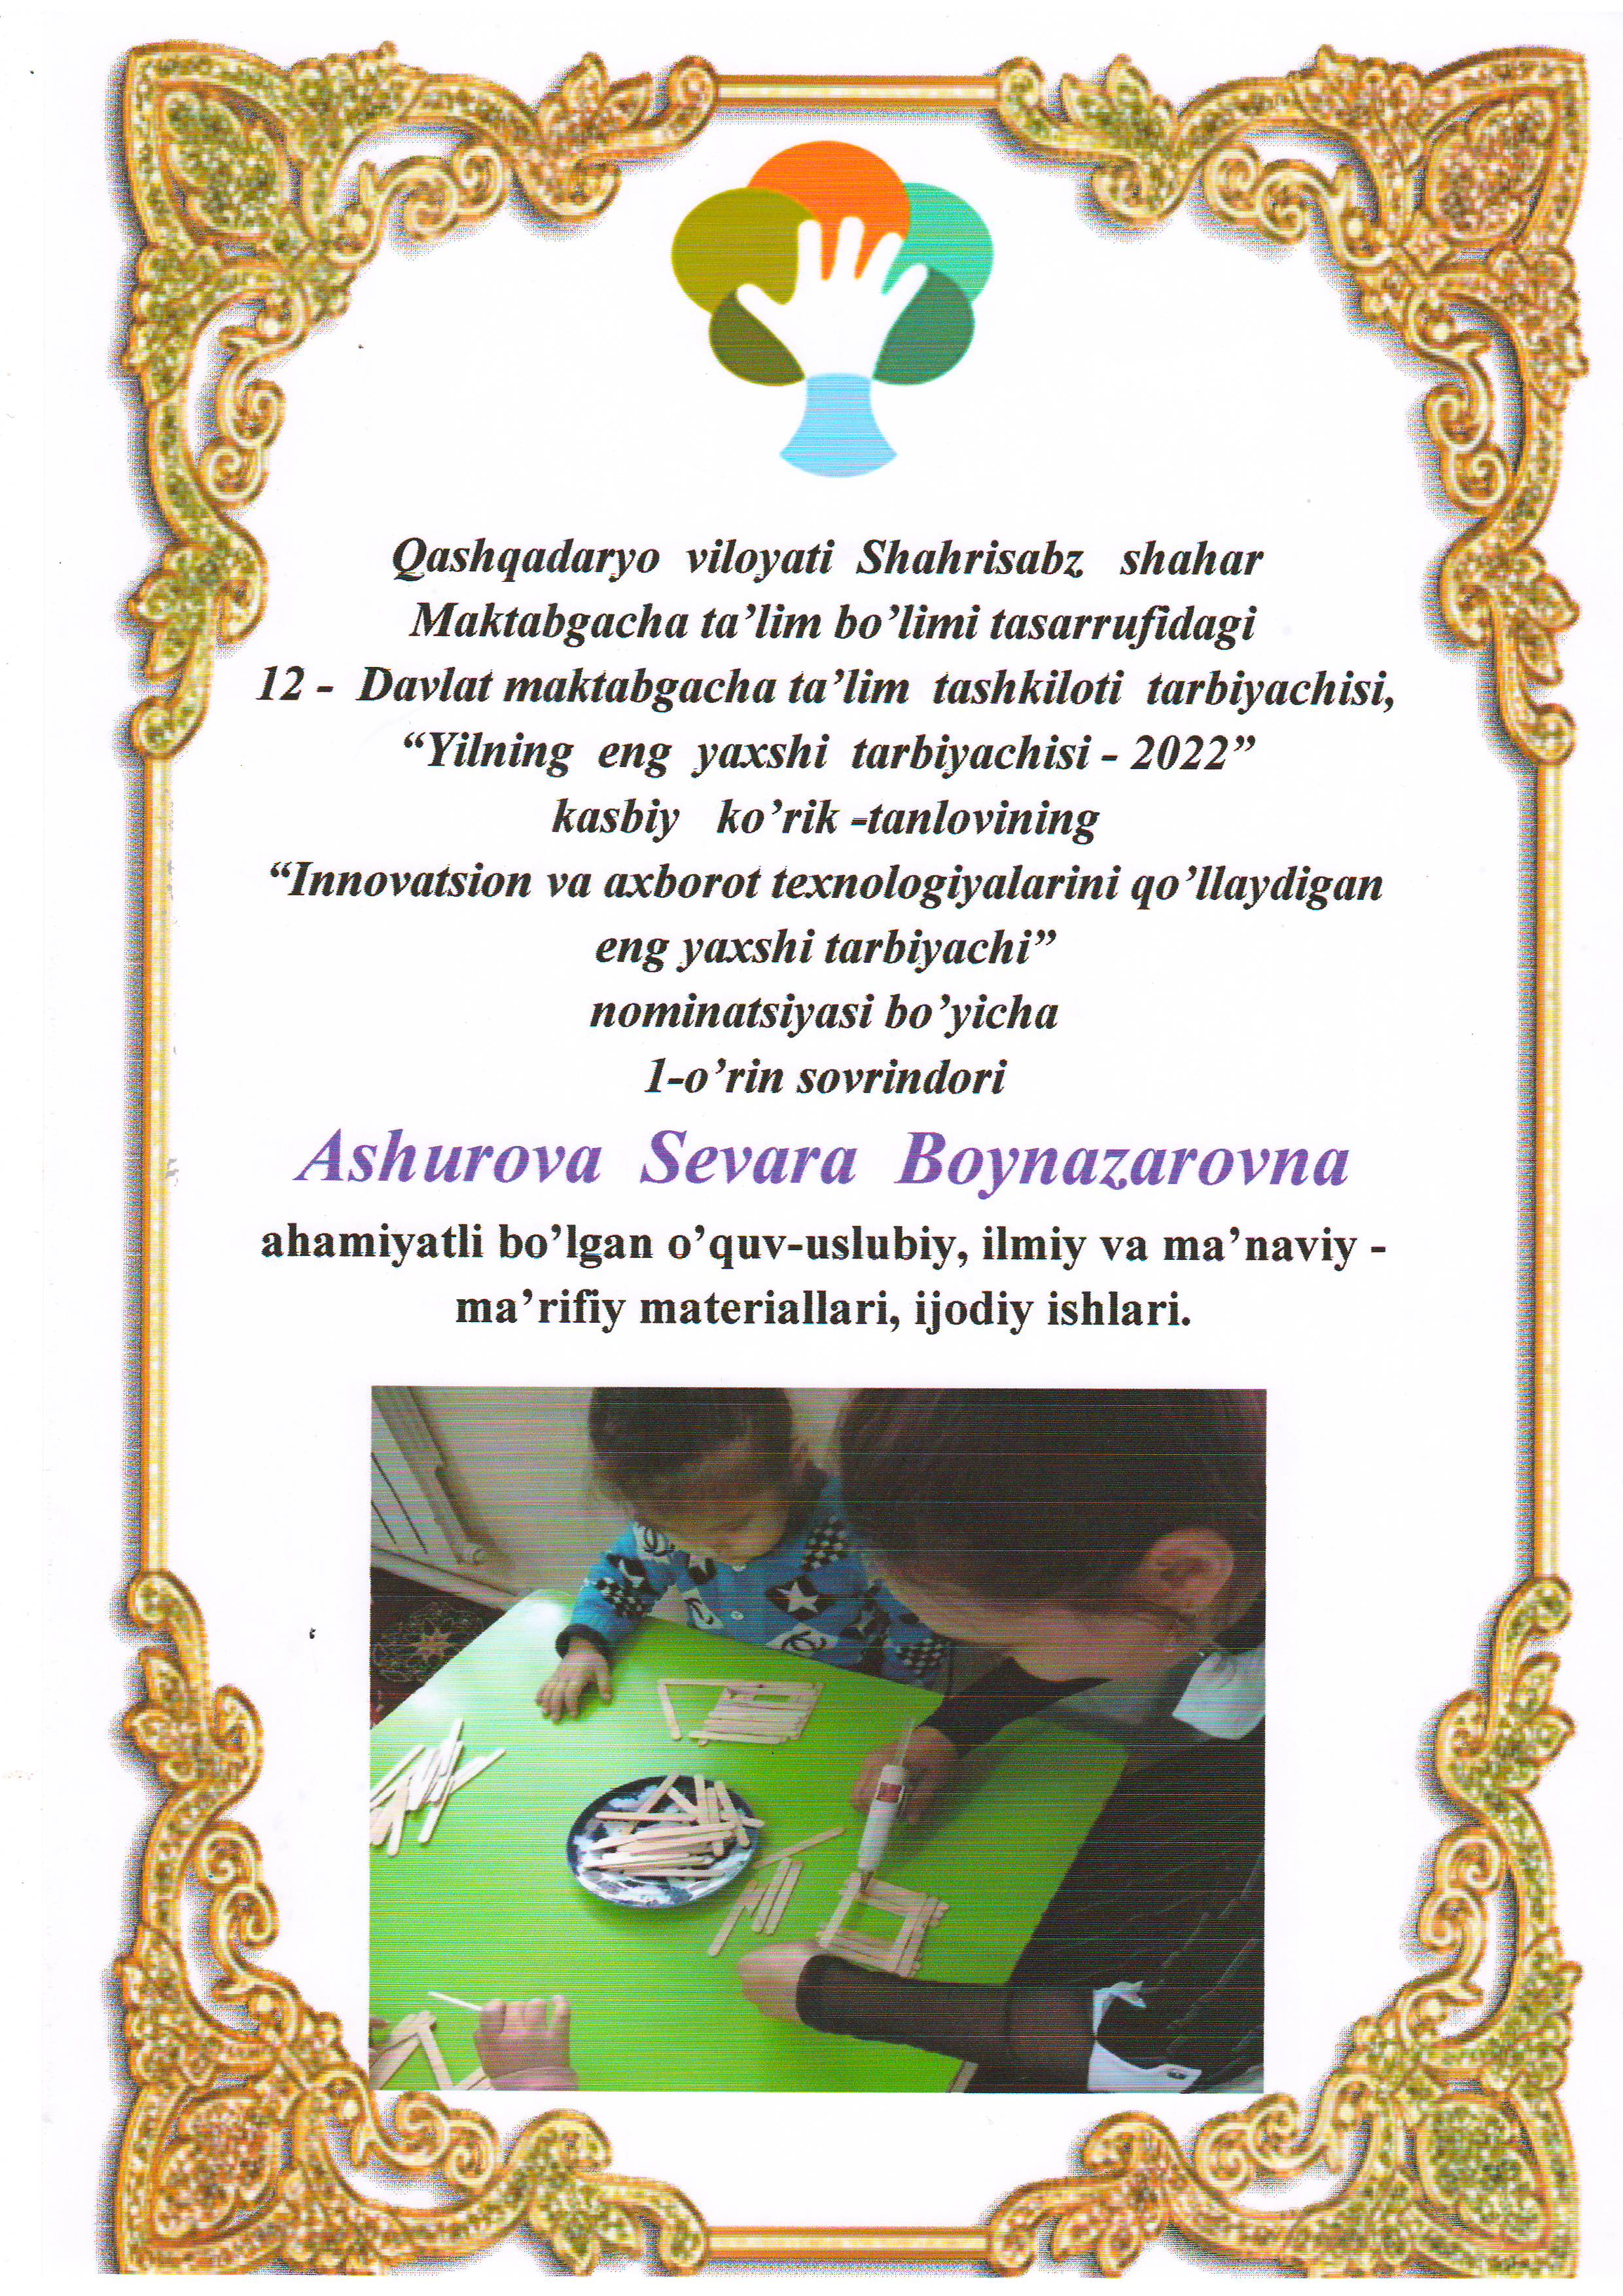 Qashqadaryo viloyati Shahrisabz shahar
Maktabgacha ta’lim bo’limi tasarrufidagi
12 - Davlat maktabgacha ta’lim tashkiloti tarbiyachisi,
“Yilning eng yaxshi tarbiyachisi - 2022”
kasbiy ko’rik -tanlovining
“Innovatsion va axborot texnologiyalarini qo’llaydigan
eng yaxshi tarbiyachi”
nominatsiyasi bo’yicha
1-o’rin sovrindori
Ashurova Sevara Boynazarovna
ahamiyatli bo’lgan o’quv-uslubiy, ilmiy va ma’naviy -
ma’rifiy materiallari, ijodiy ishlari.